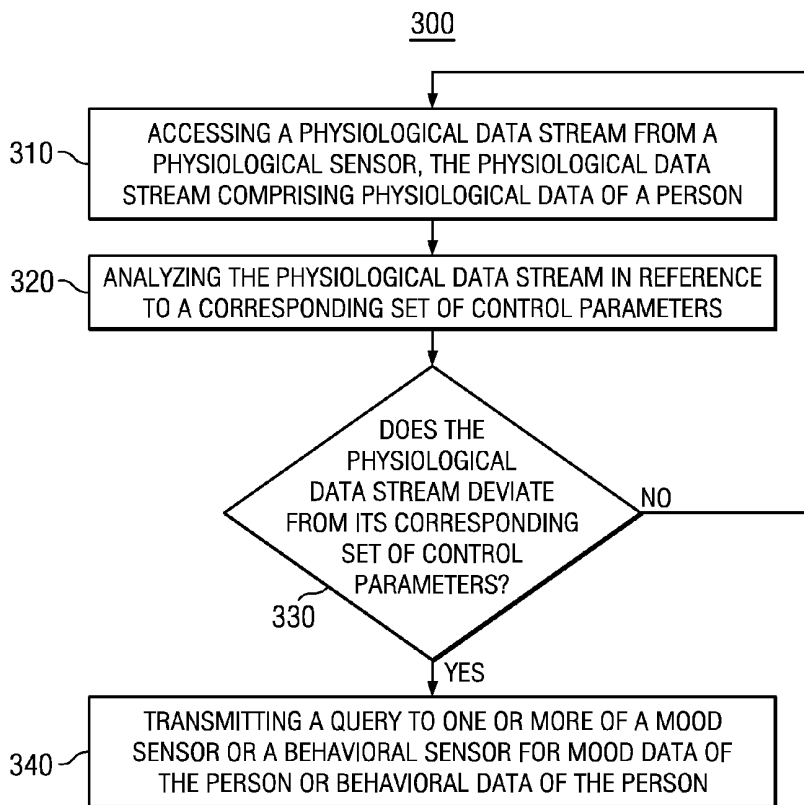 300
310
ACCESSING A PHYSIOLOGICAL DATA STREAM FROM A
PHYSIOLOGICAL SENSOR, THE PHYSIOLOGICAL DATA
STREAM COMPRISING PHYSIOLOGICAL DATA OF A PERSON
320
ANALYZING THE PHYSIOLOGICAL DATA STREAM IN REFERENCE
TO A CORRESPONDING SET OF CONTROL PARAMETERS
DOES THE
PHYSIOLOGICAL
DATA STREAM DEVIATE
FROM ITS CORRESPONDING
SET OF CONTROL
PARAMETERS?
NO
330
YES
340
TRANSMITTING A QUERY TO ONE OR MORE OF A MOOD
SENSOR OR A BEHAVIORAL SENSOR FOR MOOD DATA OF
THE PERSON OR BEHAVIORAL DATA OF THE PERSON